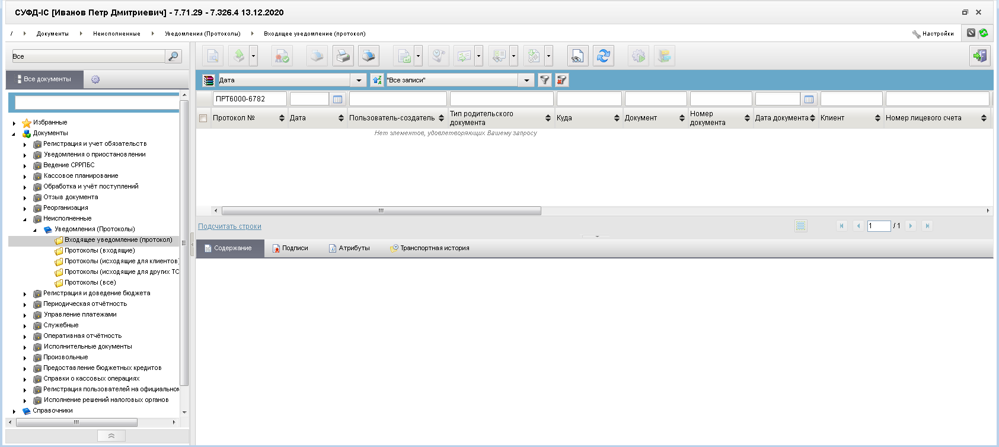 СУФД-IC [Иванов Петр Дмитриевич] - 7.71.29 - 7.326.4 13.12.2020
/ Документы Неисполненные Уведомления (Протоколы) Входящее уведомление (протокол)
Настройки
Все
Все документы
Избранные
Документы
Регистрация и учет обязательств
Уведомления о приостановлении
Ведение СРРПБС
Кассовое планирование
Обработка и учёт поступлений
Отзыв документа
Реорганизация
Неисполненные
Уведомления (Протоколы)
Входящее уведомление (протокол)
Протоколы (входящие)
Протоколы (исходящие для клиентов)
Протоколы (исходящие для других ТО
Протоколы (все)
Регистрация и доведение бюджета
Периодическая отчётность
Управление платежами
Служебные
Оперативная отчётность
Исполнительные документы
Произвольные
Предоставление бюджетных кредитов
Справки о кассовых операциях
Регистрация пользователей на официальном
Исполнение решений налоговых органов
Справочники
Дата
"Все записи"
ПРТ6000-6782
Протокол №
Дата
Пользователь-создатель
Тип родительского
документа
Куда
Документ
Номер
документа
Дата документа
Клиент
Номер лицевого счета
Нет элементов, удовлетворяющих Вашему запросу
Подсчитать строки
1 / 1
Содержание
Подписи
Атрибуты
Транспортная история